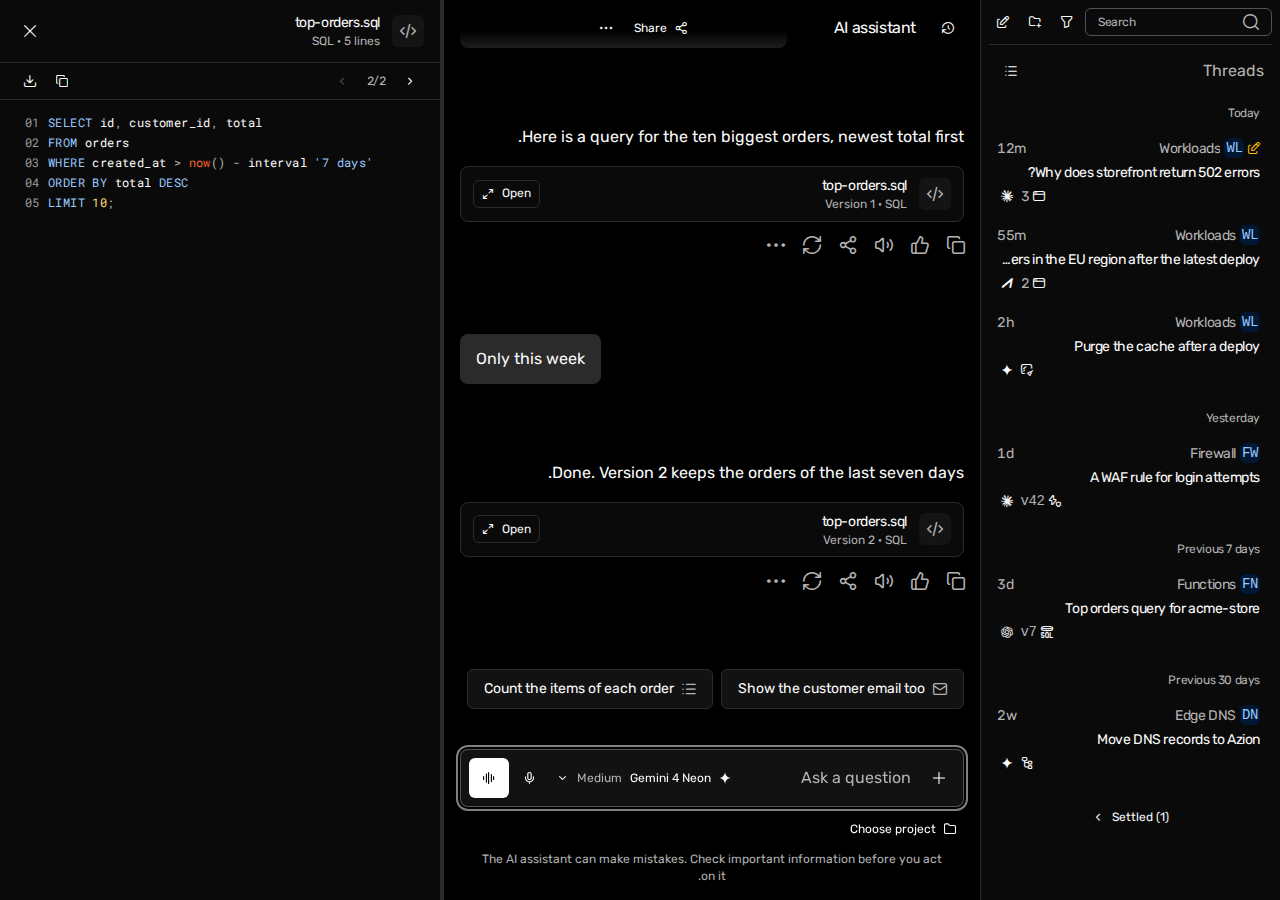 top-orders.sql
SQL • 5 lines
2/2
01 SELECT id, customer_id, total
02 FROM orders
03 WHERE created_at > now() - interval '7 days'
04 ORDER BY total DESC
05 LIMIT 10;
Share
AI assistant
.Here is a query for the ten biggest orders, newest total first
Open
top-orders.sql
Version 1 • SQL
Only this week
.Done. Version 2 keeps the orders of the last seven days
Open
top-orders.sql
Version 2 • SQL
Count the items of each order
Show the customer email too
Medium Gemini 4 Neon
Ask a question
Choose project
The AI assistant can make mistakes. Check important information before you act
.on it
Search
Threads
Today
12m
Workloads WL
?Why does storefront return 502 errors
3
55m
Workloads WL
...ers in the EU region after the latest deploy
2
2h
Workloads WL
Purge the cache after a deploy
Yesterday
1d
Firewall FW
A WAF rule for login attempts
v42
Previous 7 days
3d
Functions FN
Top orders query for acme-store
v7
SQL
Previous 30 days
2w
Edge DNS DN
Move DNS records to Azion
Settled (1)